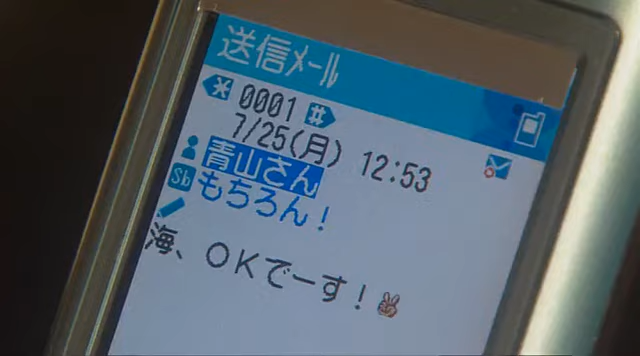 送信ﾒｰﾙ
* 0001 #
7/25(月) 12:53
青山さん
Sb もちろん！
海、OKでーす！✌